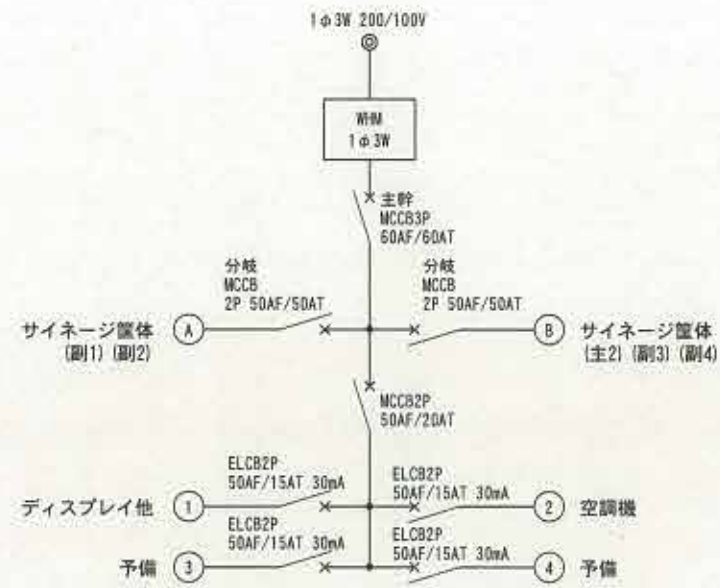 1φ3W 200/100V
WHM
1φ3W
主幹
MCCB3P
60AF/60AT
分岐
MCCB
2P 50AF/50AT
分岐
MCCB
2P 50AF/50AT
サイネージ筐体
(副1) (副2)
A
B
サイネージ筐体
(主2) (副3) (副4)
MCCB2P
50AF/20AT
ELCB2P
50AF/15AT 30mA
ELCB2P
50AF/15AT 30mA
ディスプレイ他
1
2
空調機
ELCB2P
50AF/15AT 30mA
ELCB2P
50AF/15AT 30mA
予備
3
4
予備